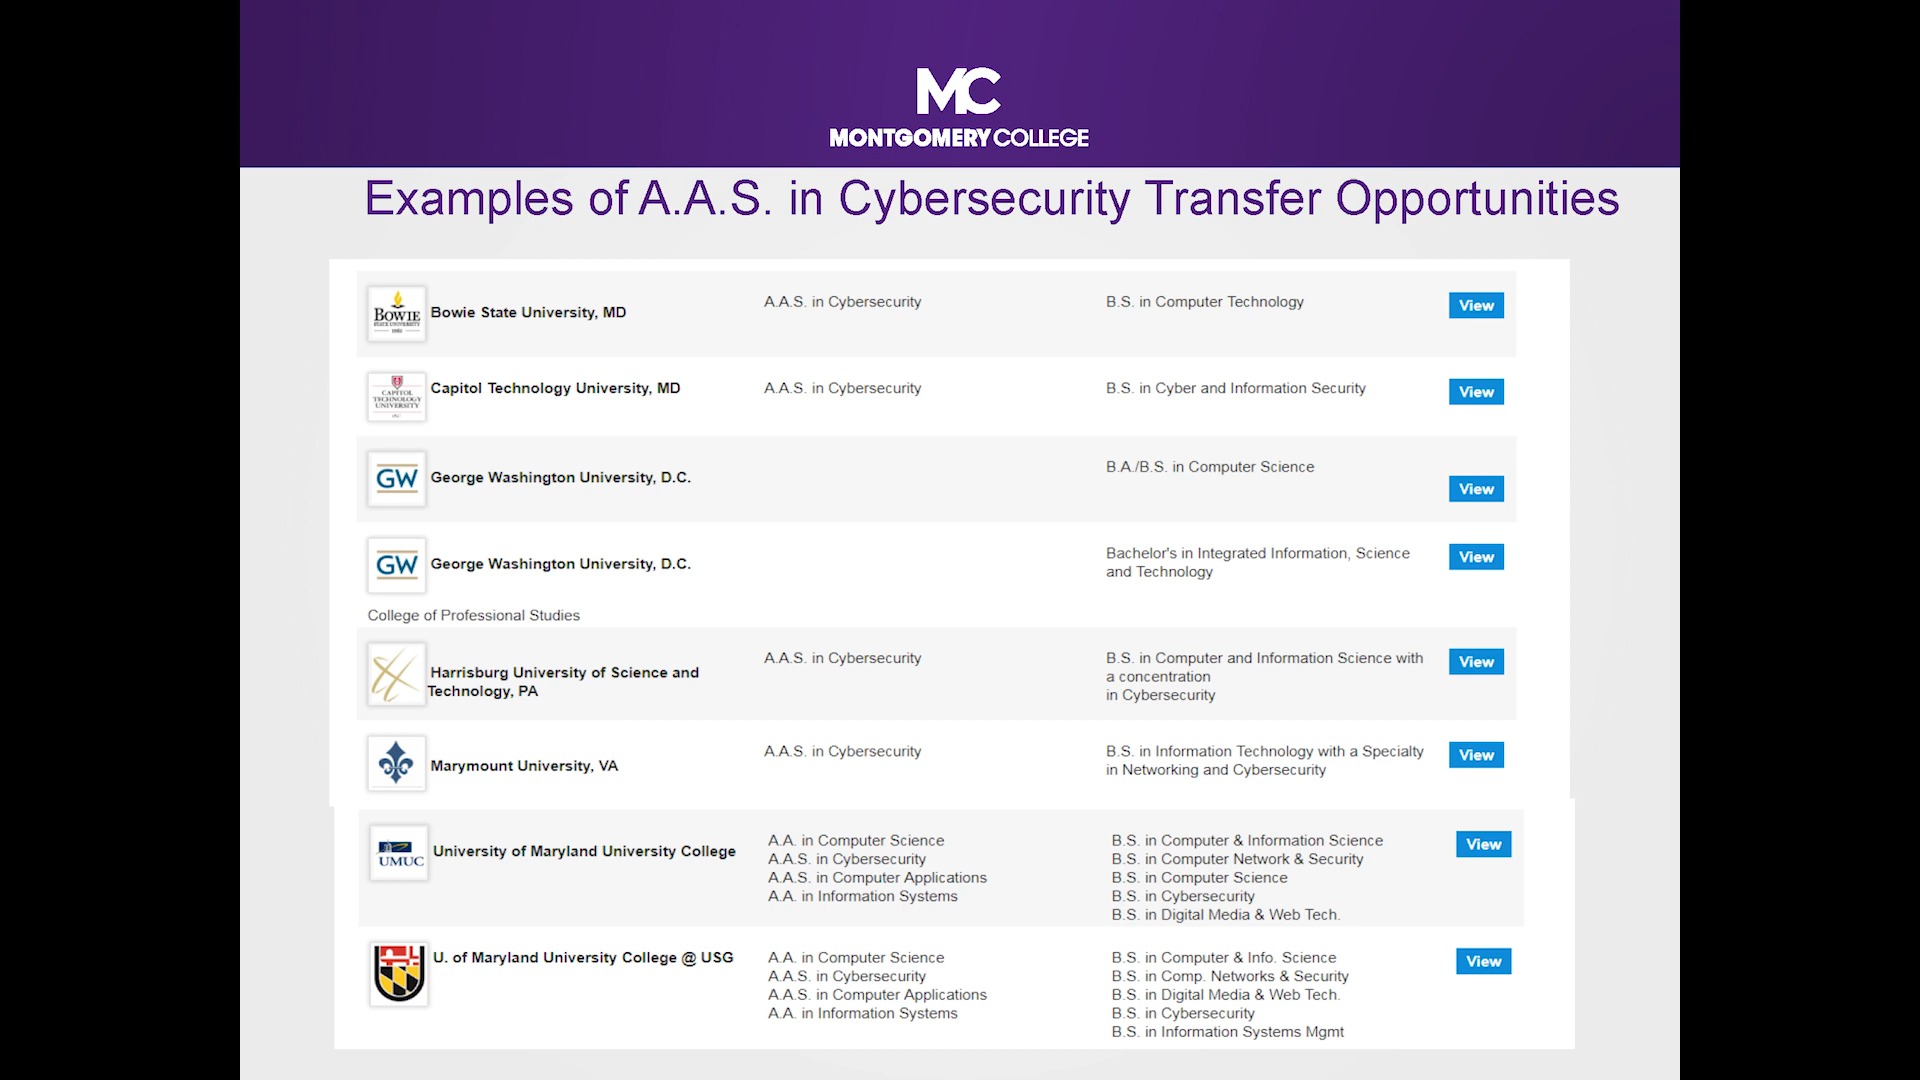 MC
MONTGOMERY COLLEGE
Examples of A.A.S. in Cybersecurity Transfer Opportunities
BOWIE
STATE UNIVERSITY
Bowie State University, MD
A.A.S. in Cybersecurity
B.S. in Computer Technology
View
CAPITOL
TECHNOLOGY
UNIVERSITY
Capitol Technology University, MD
A.A.S. in Cybersecurity
B.S. in Cyber and Information Security
View
GW
George Washington University, D.C.
B.A./B.S. in Computer Science
View
GW
George Washington University, D.C.
Bachelor's in Integrated Information, Science
and Technology
View
College of Professional Studies
Harrisburg University of Science and
Technology, PA
A.A.S. in Cybersecurity
B.S. in Computer and Information Science with
a concentration
in Cybersecurity
View
Marymount University, VA
A.A.S. in Cybersecurity
B.S. in Information Technology with a Specialty
in Networking and Cybersecurity
View
UMUC
University of Maryland University College
A.A. in Computer Science
A.A.S. in Cybersecurity
A.A.S. in Computer Applications
A.A. in Information Systems
B.S. in Computer & Information Science
B.S. in Computer Network & Security
B.S. in Computer Science
B.S. in Cybersecurity
B.S. in Digital Media & Web Tech.
View
U. of Maryland University College @ USG
A.A. in Computer Science
A.A.S. in Cybersecurity
A.A.S. in Computer Applications
A.A. in Information Systems
B.S. in Computer & Info. Science
B.S. in Comp. Networks & Security
B.S. in Digital Media & Web Tech.
B.S. in Cybersecurity
B.S. in Information Systems Mgmt
View